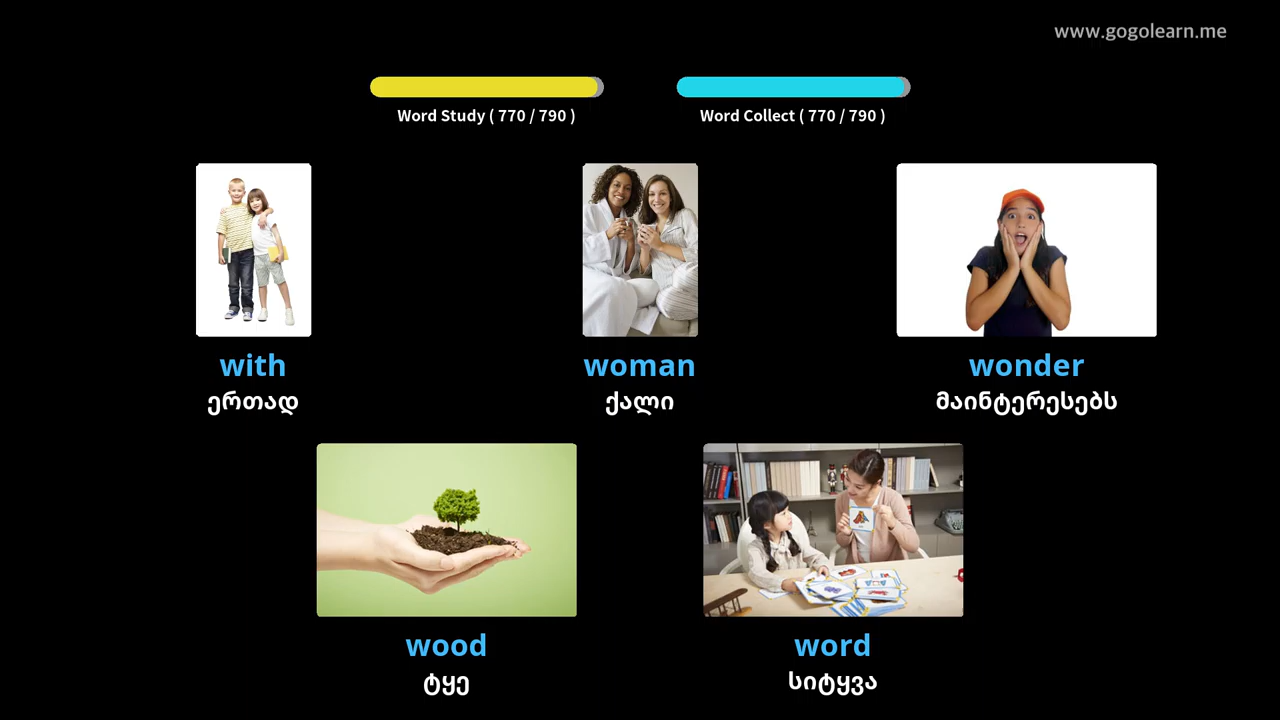 www.gogolearn.me
Word Study ( 770 / 790 )
Word Collect ( 770 / 790 )
with
ერთად
woman
ქალი
wonder
მაინტერესებს
wood
ტყე
word
სიტყვა